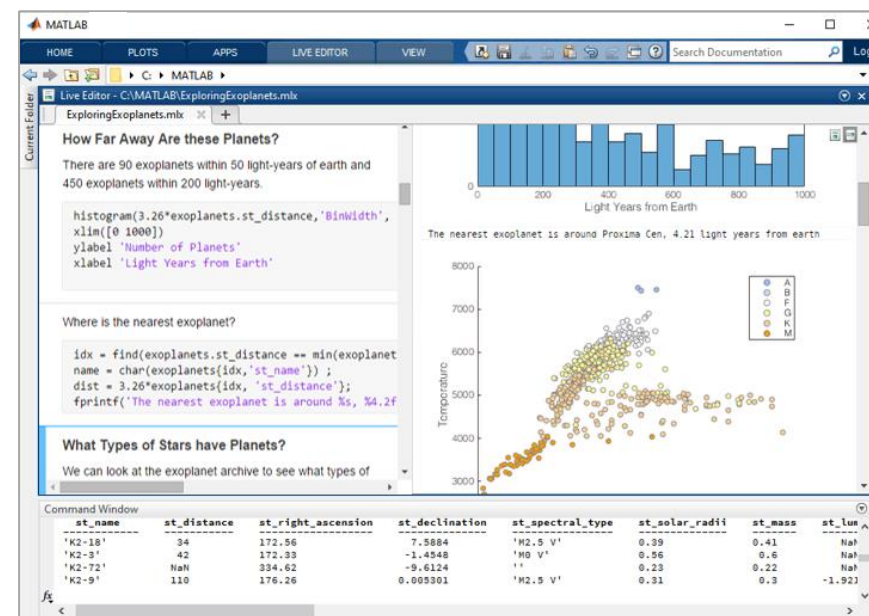 MATLAB
HOME PLOTS APPS LIVE EDITOR VIEW Search Documentation Log
C: MATLAB
Current Folder
Live Editor - C:\MATLAB\ExploringExoplanets.mlx
ExploringExoplanets.mlx
How Far Away Are these Planets?
There are 90 exoplanets within 50 light-years of earth and
450 exoplanets within 200 light-years.
histogram(3.26*exoplanets.st_distance,'BinWidth',
xlim([0 1000])
ylabel 'Number of Planets'
xlabel 'Light Years from Earth'
Where is the nearest exoplanet?
idx = find(exoplanets.st_distance == min(exoplanet
name = char(exoplanets{idx,'st_name'}) ;
dist = 3.26*exoplanets{idx, 'st_distance'};
fprintf('The nearest exoplanet is around %s, %4.2f
What Types of Stars have Planets?
We can look at the exoplanet archive to see what types of
0
0 200 400 600 800 1000
Light Years from Earth
The nearest exoplanet is around Proxima Cen, 4.21 light years from earth
8000
7000
6000
5000
4000
3000
Temperature
A
B
F
G
K
M
Command Window
st_name st_distance st_right_ascension st_declination st_spectral_type st_solar_radii st_mass st_lum
'K2-18' 34 172.56 7.5884 'M2.5 V' 0.39 0.41 NaN
'K2-3' 42 172.33 -1.4548 'M0 V' 0.56 0.6 NaN
'K2-72' NaN 334.62 -9.6124 '' 0.23 0.22 NaN
'K2-9' 110 176.26 0.005301 'M2.5 V' 0.31 0.3 -1.921
fx